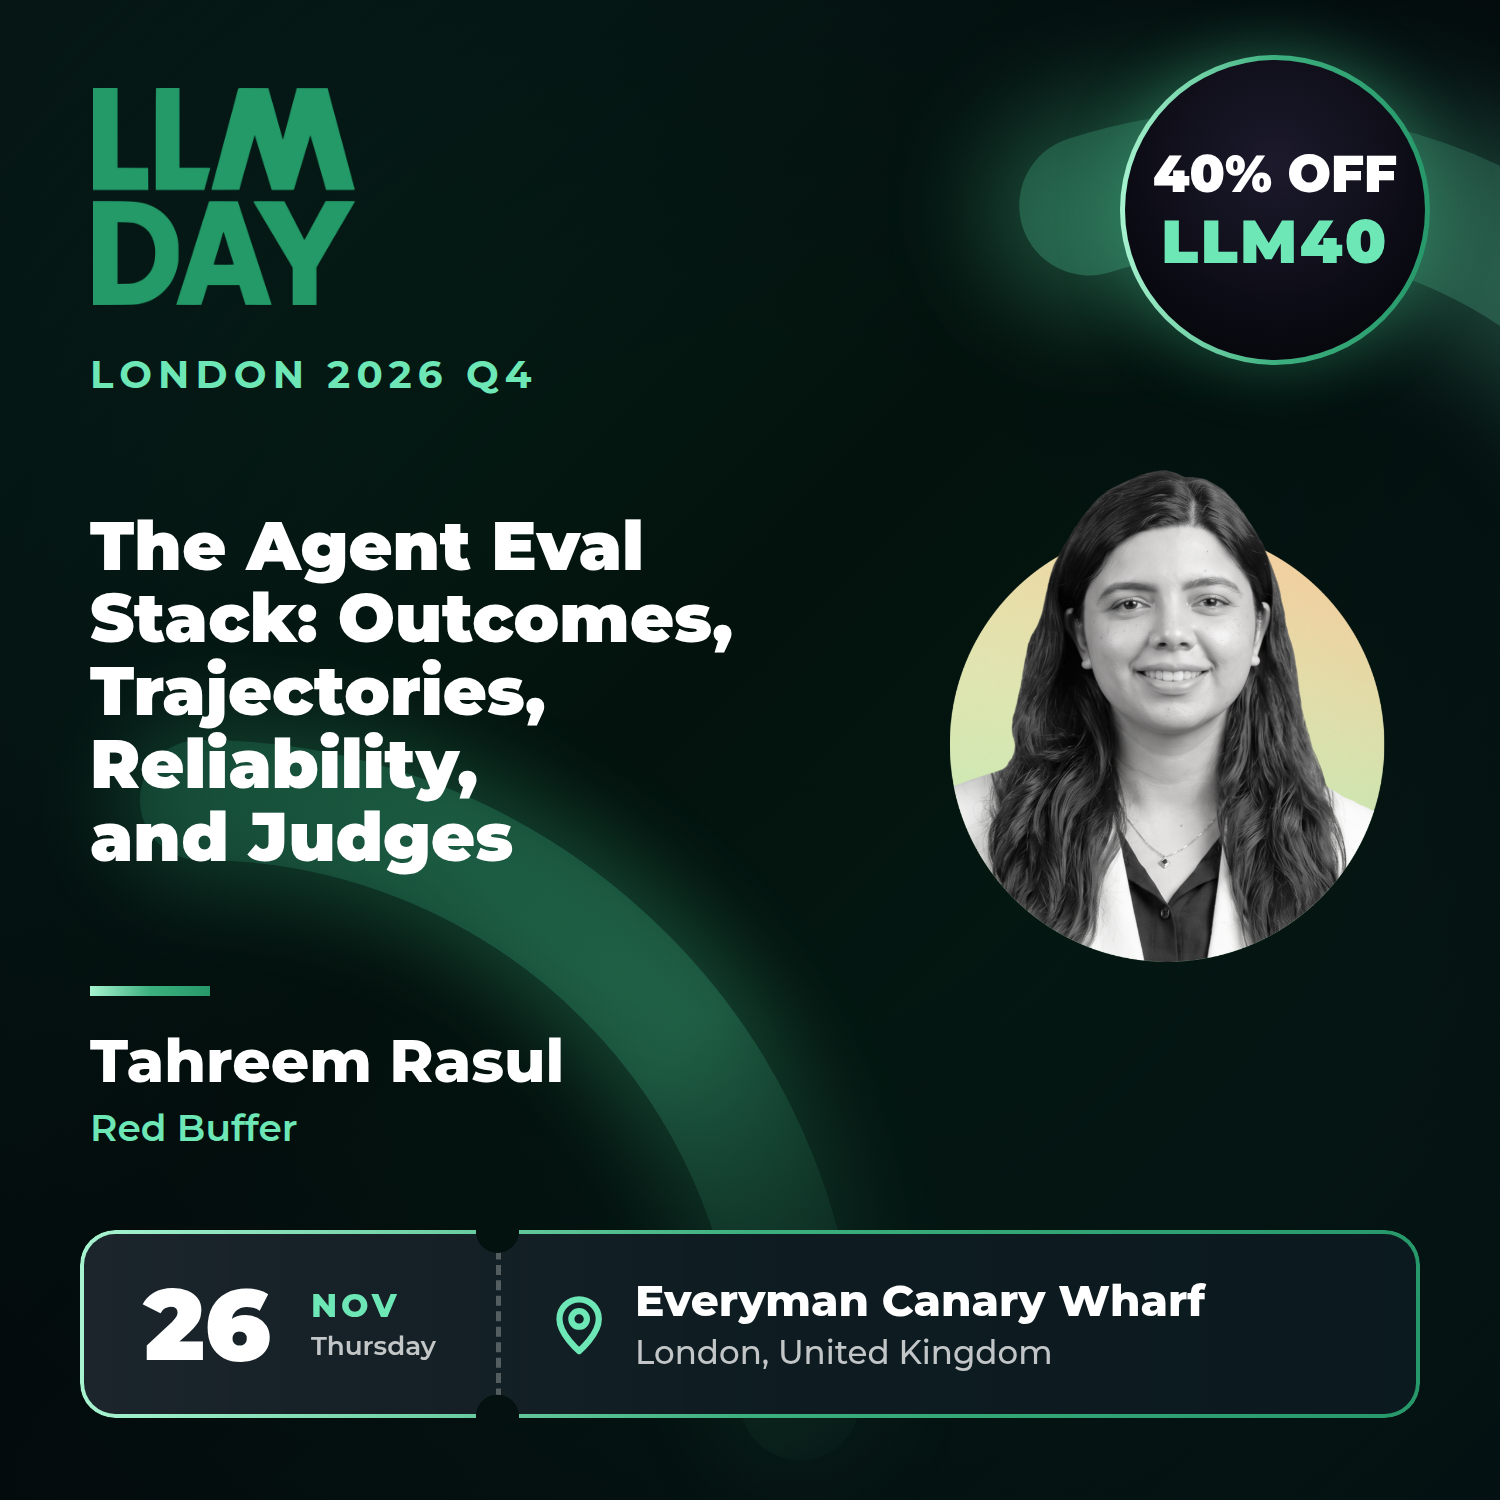 LLM
DAY
LONDON 2026 Q4
40% OFF
LLM40
The Agent Eval
Stack: Outcomes,
Trajectories,
Reliability,
and Judges
Tahreem Rasul
Red Buffer
26
NOV
Thursday
Everyman Canary Wharf
London, United Kingdom